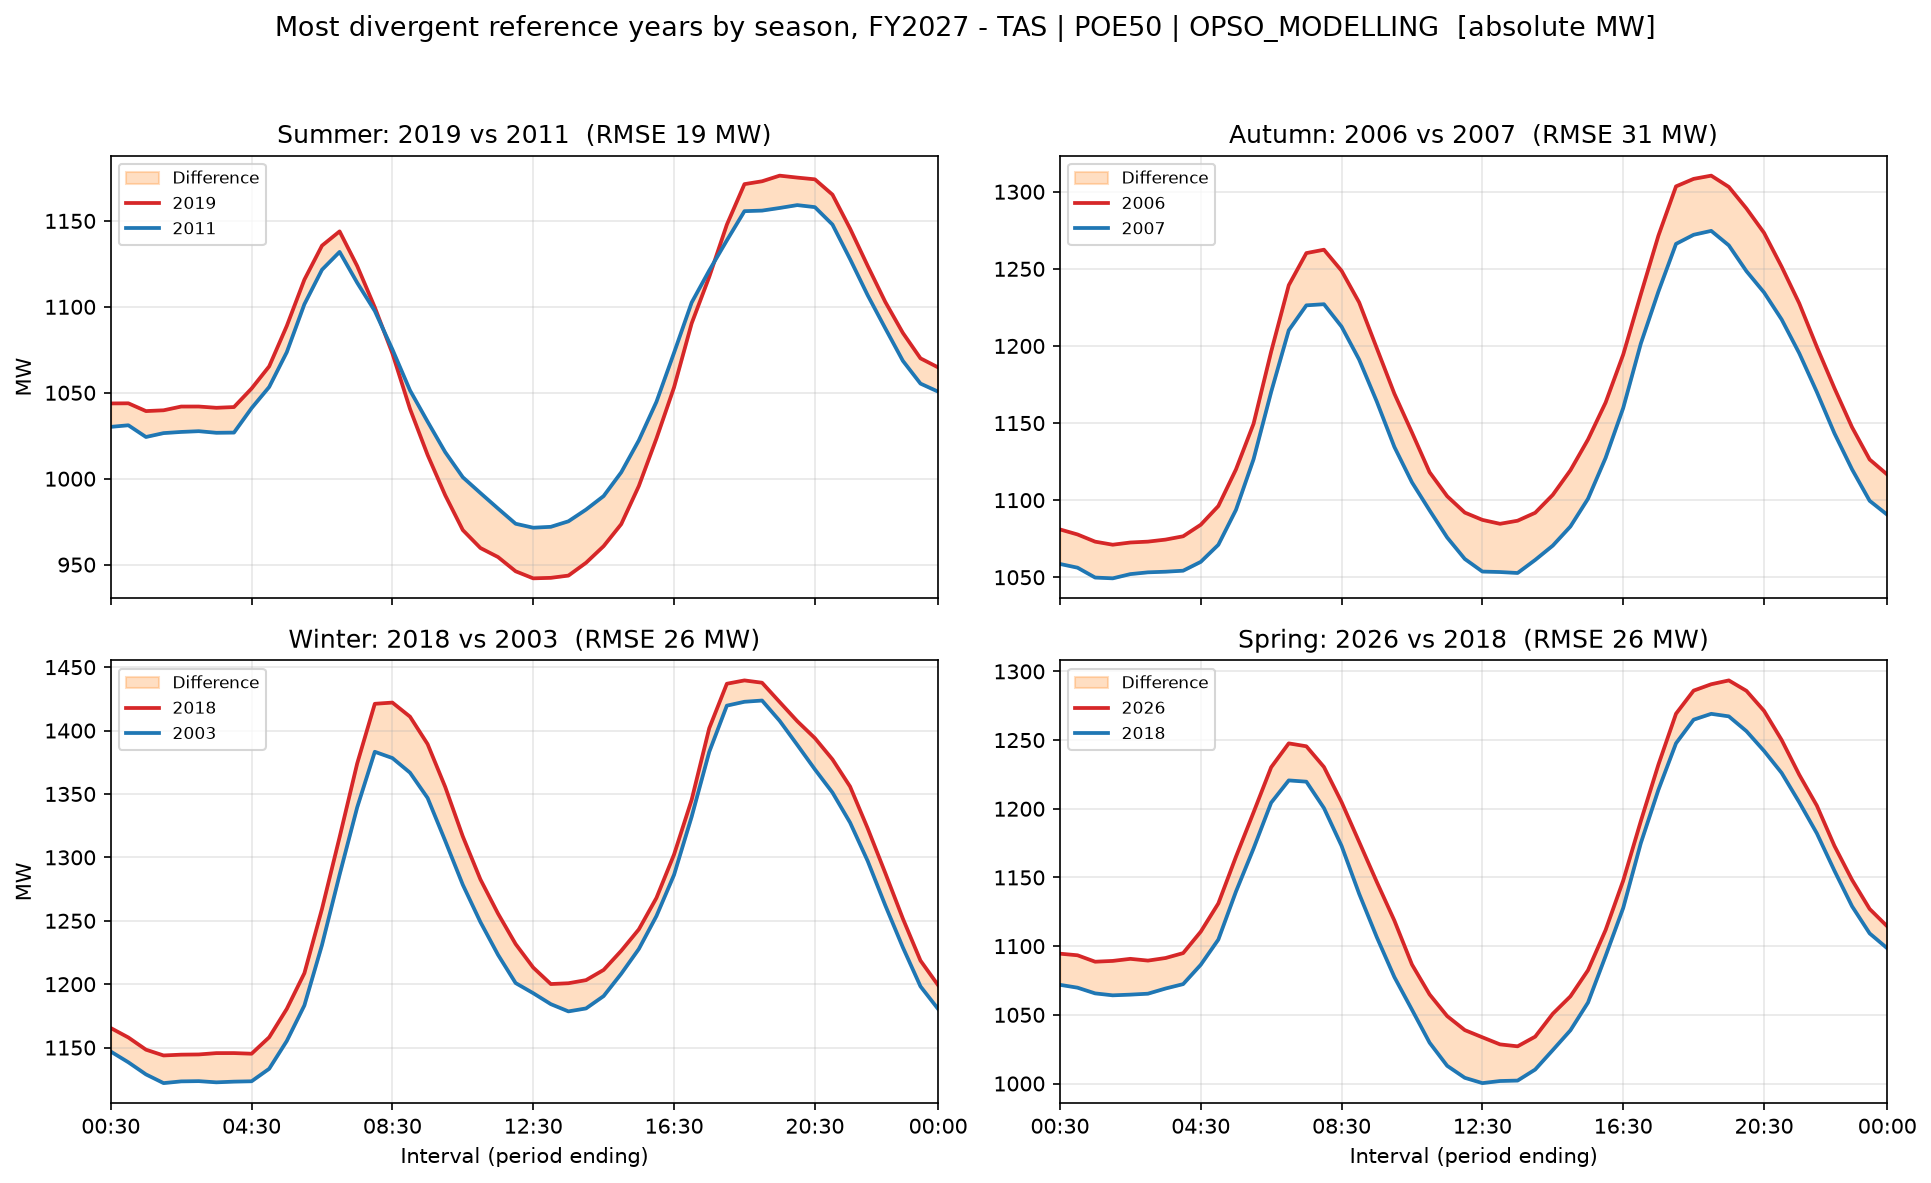 Most divergent reference years by season, FY2027 - TAS | POE50 | OPSO_MODELLING  [absolute MW]
Summer: 2019 vs 2011  (RMSE 19 MW)
Difference
2019
2011
MW
1150
1100
1050
1000
950
Autumn: 2006 vs 2007  (RMSE 31 MW)
Difference
2006
2007
1300
1250
1200
1150
1100
1050
Winter: 2018 vs 2003  (RMSE 26 MW)
Difference
2018
2003
MW
1450
1400
1350
1300
1250
1200
1150
00:30 04:30 08:30 12:30 16:30 20:30 00:00
Interval (period ending)
Spring: 2026 vs 2018  (RMSE 26 MW)
Difference
2026
2018
1300
1250
1200
1150
1100
1050
1000
00:30 04:30 08:30 12:30 16:30 20:30 00:00
Interval (period ending)